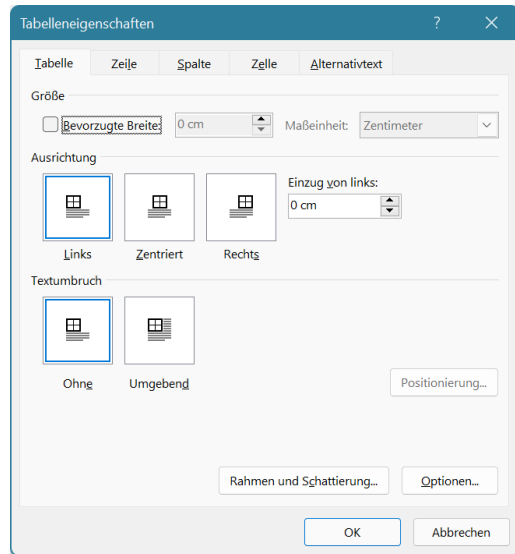 Tabelleneigenschaften ?
Tabelle Zeile Spalte Zelle Alternativtext
Größe
Bevorzugte Breite: 0 cm Maßeinheit: Zentimeter
Ausrichtung
Einzug von links:
0 cm
Links Zentriert Rechts
Textumbruch
Ohne Umgebend
Positionierung...
Rahmen und Schattierung... Optionen...
OK Abbrechen